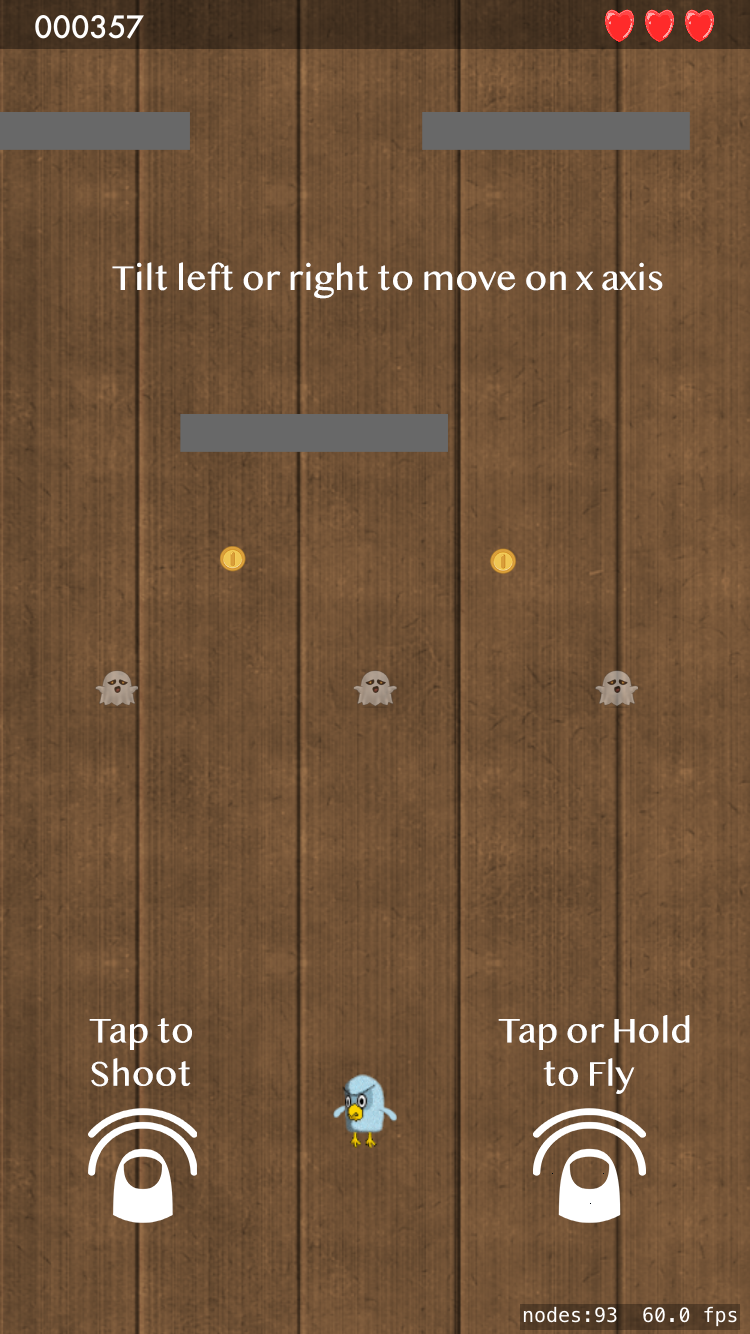 000357
Tilt left or right to move on x axis
Tap to
Shoot
Tap or Hold
to Fly
nodes:93 60.0 fps